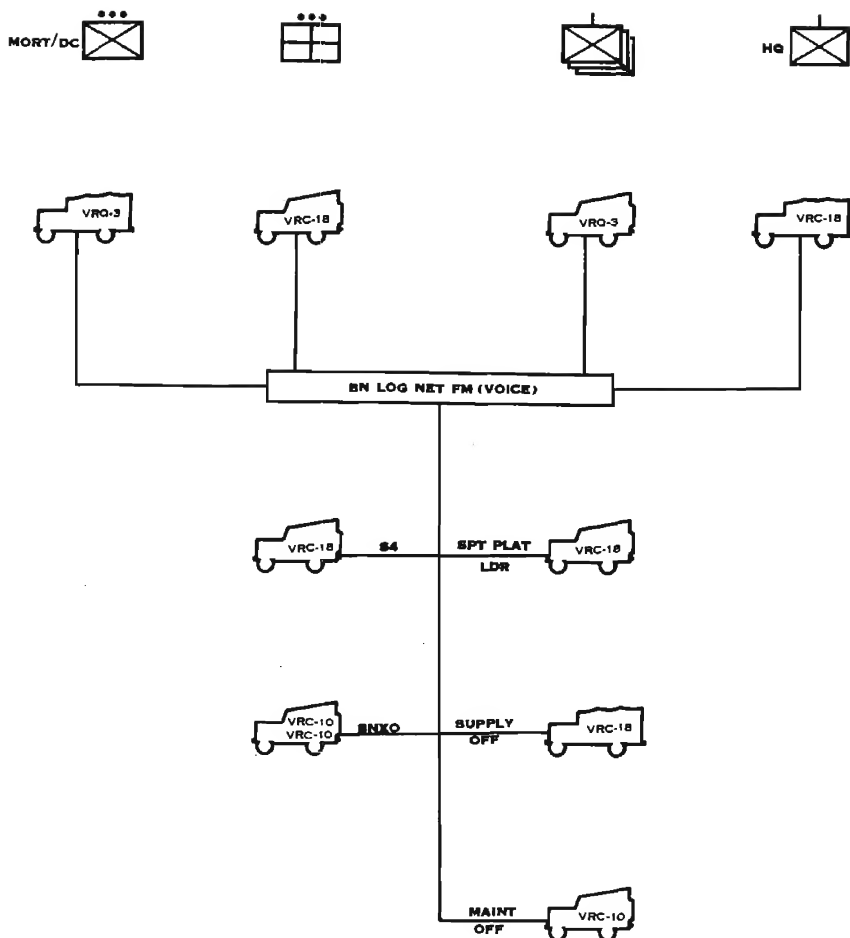 MORT/DC
HQ
VRQ-3
VRC-18
VRQ-3
VRC-18
BN LOG NET FM (VOICE)
VRC-18
S4
SPT PLAT
LDR
VRC-18
VRC-10
VRC-10
BNXO
SUPPLY
OFF
VRC-18
MAINT
OFF
VRC-10